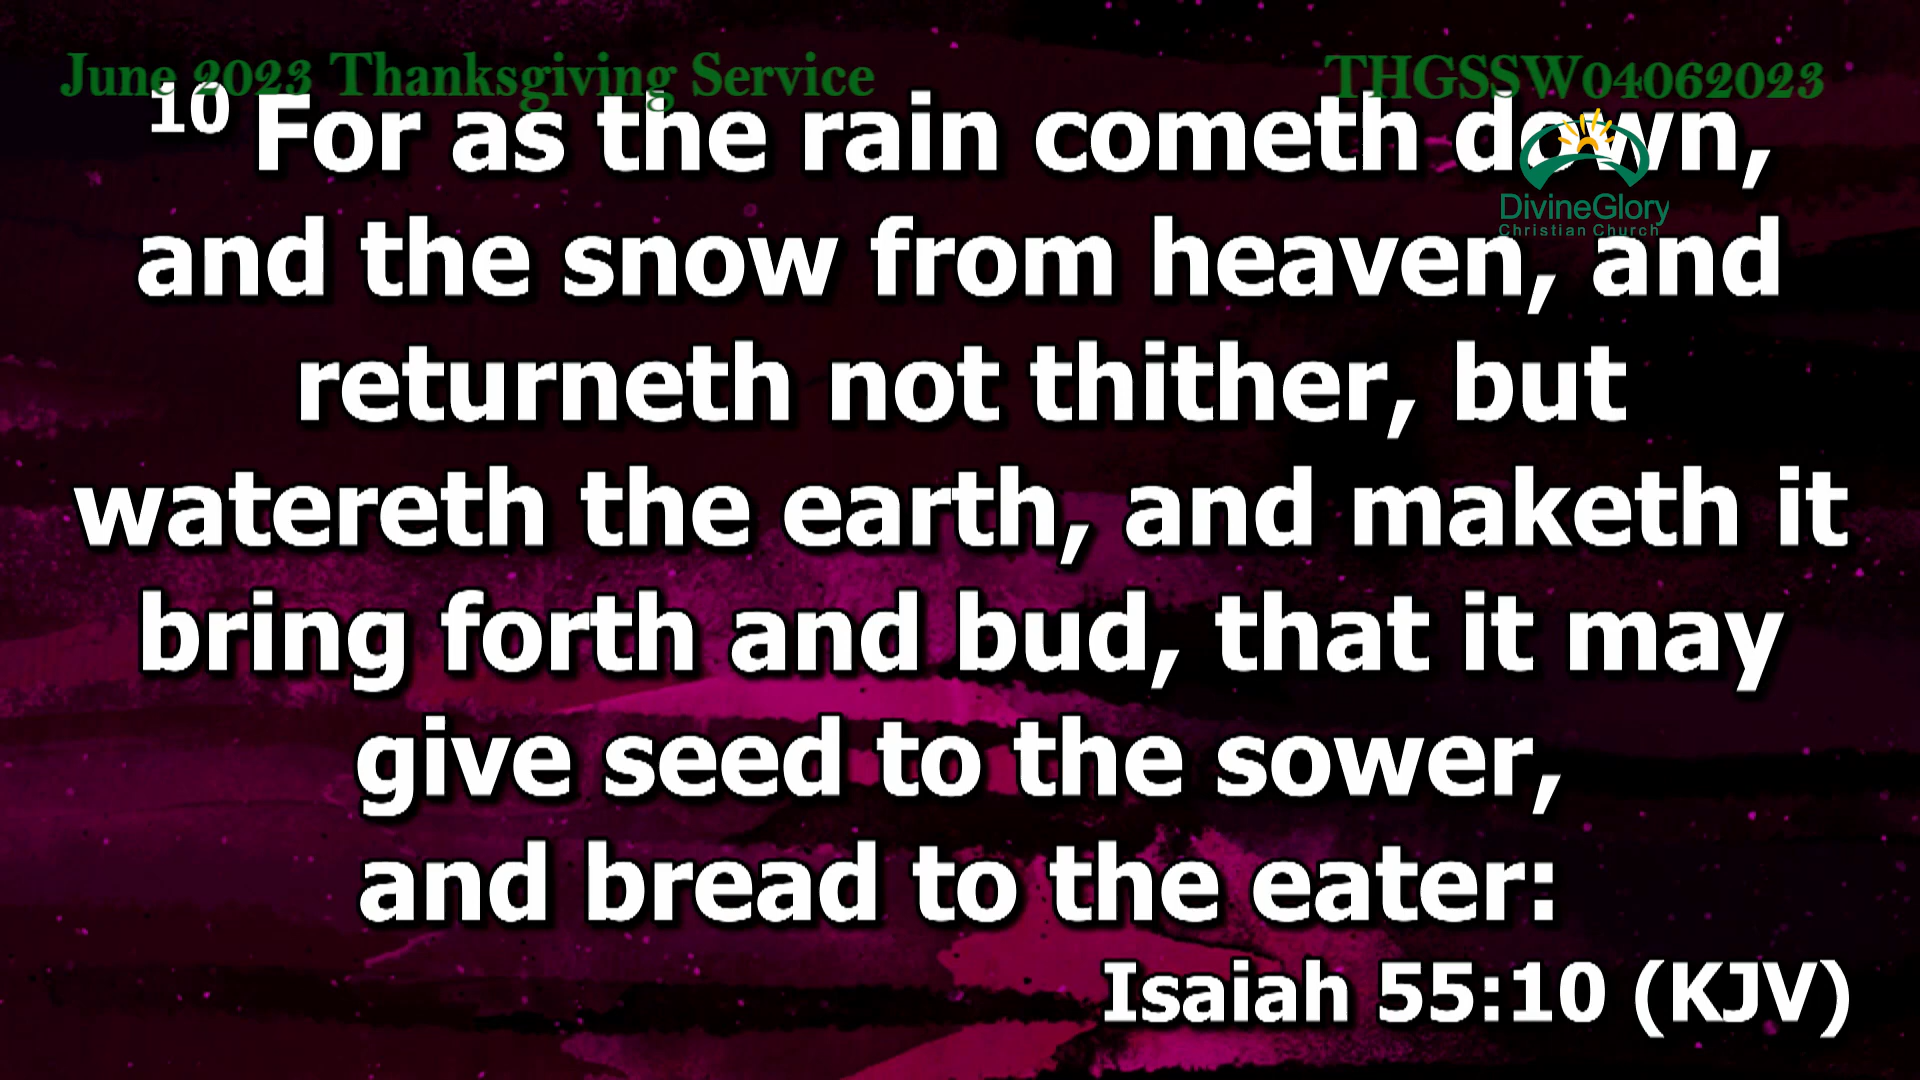 June 2023 Thanksgiving Service
THGSSW04062023
10 For as the rain cometh down,
DivineGlory
Christian Church
and the snow from heaven, and
returneth not thither, but
watereth the earth, and maketh it
bring forth and bud, that it may
give seed to the sower,
and bread to the eater:
Isaiah 55:10 (KJV)